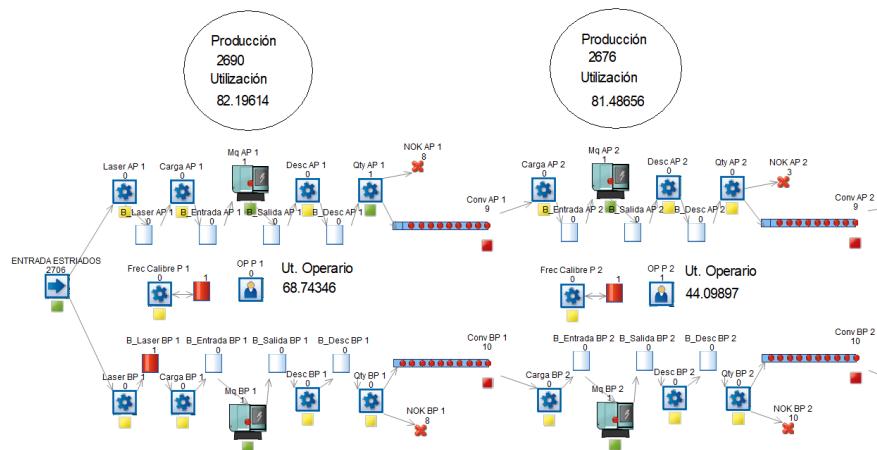 Producción
2690
Utilización
82.19614
Producción
2676
Utilización
81.48656
Laser AP 1
0
Carga AP 1
0
Mq AP 1
1
Desc AP 1
0
Qty AP 1
1
NOK AP 1
8
B_Laser AP 1
0
B_Entrada AP 1
0
B_Salida AP 1
0
B_Desc AP 1
0
Conv AP 1
9
Carga AP 2
0
Mq AP 2
1
Desc AP 2
0
Qty AP 2
0
NOK AP 2
3
B_Entrada AP 2
0
B_Salida AP 2
0
B_Desc AP 2
0
Conv AP 2
9
ENTRADA ESTRIADOS
2706
Frec Calibre P 1
0
1
OP P 1
0
Ut. Operario
68.74346
Frec Calibre P 2
0
1
OP P 2
1
Ut. Operario
44.09897
B_Laser BP 1
1
B_Entrada BP 1
0
B_Salida BP 1
0
B_Desc BP 1
0
Conv BP 1
10
Laser BP 1
0
Carga BP 1
0
Mq BP 1
1
Desc BP 1
0
Qty BP 1
0
NOK BP 1
8
B_Entrada BP 2
0
B_Salida BP 2
0
B_Desc BP 2
0
Conv BP 2
10
Carga BP 2
0
Mq BP 2
1
Desc BP 2
0
Qty BP 2
0
NOK BP 2
10